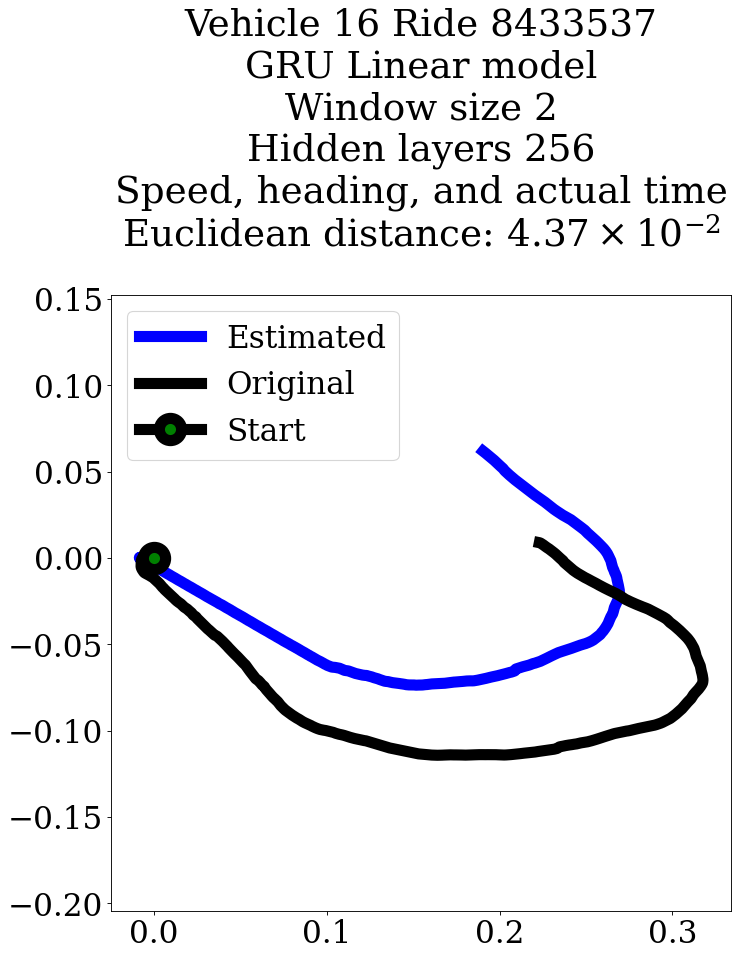 Vehicle 16 Ride 8433537
GRU Linear model
Window size 2
Hidden layers 256
Speed, heading, and actual time
Euclidean distance: 4.37 × 10⁻²
0.15
0.10
0.05
0.00
−0.05
−0.10
−0.15
−0.20
Estimated
Original
Start
0.0 0.1 0.2 0.3